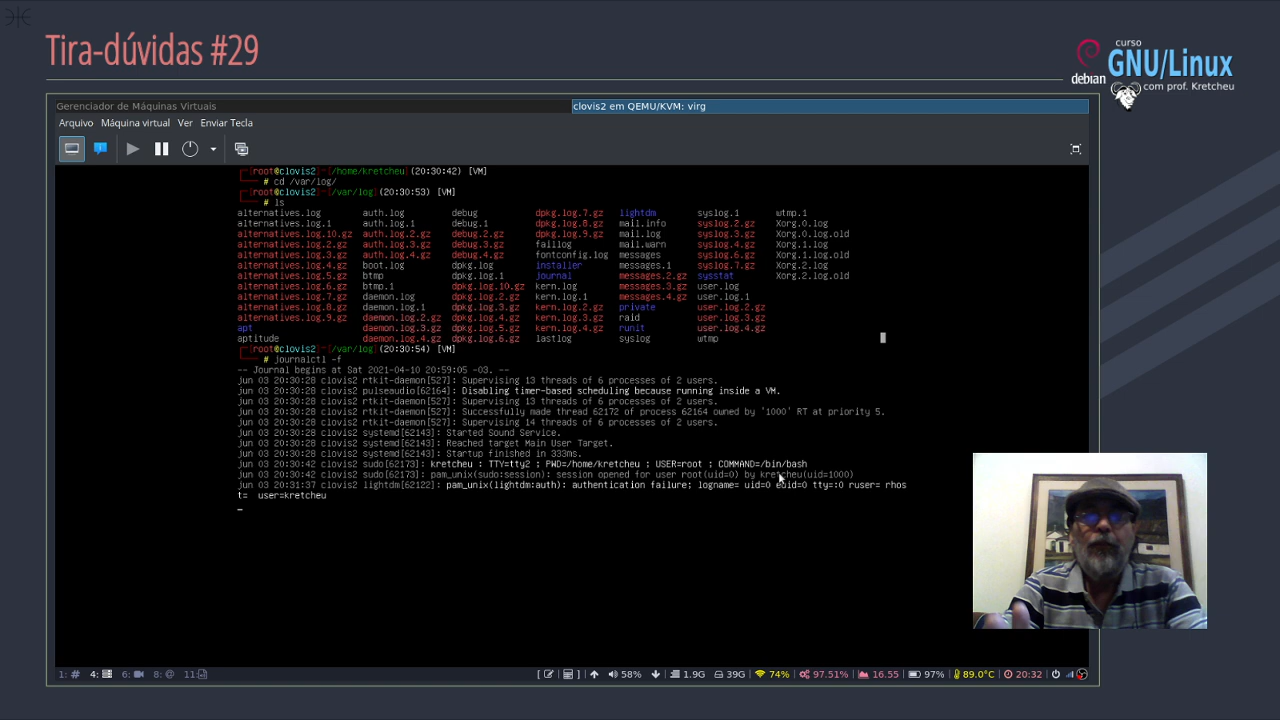 Tira-dúvidas #29
curso
GNU/Linux
debian
com prof. Kretcheu
Gerenciador de Máquinas Virtuais
clovis2 em QEMU/KVM: virg
Arquivo Máquina virtual Ver Enviar Tecla
[root@clovis2]-[/home/kretcheu](20:30:42) [VM]
# cd /var/log/
[root@clovis2]-[/var/log](20:30:53) [VM]
# ls
alternatives.log auth.log debug dpkg.log.7.gz lightdm syslog.1 wtmp.1
alternatives.log.1 auth.log.1 debug.1 dpkg.log.8.gz mail.info syslog.2.gz Xorg.0.log
alternatives.log.10.gz auth.log.2.gz debug.2.gz dpkg.log.9.gz mail.log syslog.3.gz Xorg.0.log.old
alternatives.log.2.gz auth.log.3.gz debug.3.gz faillog mail.warn syslog.4.gz Xorg.1.log
alternatives.log.3.gz auth.log.4.gz debug.4.gz fontconfig.log messages syslog.6.gz Xorg.1.log.old
alternatives.log.4.gz boot.log dpkg.log installer messages.1 syslog.7.gz Xorg.2.log
alternatives.log.5.gz btmp dpkg.log.1 journal messages.2.gz sysstat Xorg.2.log.old
alternatives.log.6.gz btmp.1 dpkg.log.10.gz kern.log messages.3.gz user.log
alternatives.log.7.gz daemon.log dpkg.log.2.gz kern.log.1 messages.4.gz user.log.1
alternatives.log.8.gz daemon.log.1 dpkg.log.3.gz kern.log.2.gz private user.log.2.gz
alternatives.log.9.gz daemon.log.2.gz dpkg.log.4.gz kern.log.3.gz raid user.log.3.gz
apt daemon.log.3.gz dpkg.log.5.gz kern.log.4.gz runit user.log.4.gz
aptitude daemon.log.4.gz dpkg.log.6.gz lastlog syslog wtmp
[root@clovis2]-[/var/log](20:30:54) [VM]
# journalctl -f
-- Journal begins at Sat 2021-04-10 20:59:05 -03. --
jun 03 20:30:28 clovis2 rtkit-daemon[527]: Supervising 13 threads of 6 processes of 2 users.
jun 03 20:30:28 clovis2 pulseaudio[62164]: Disabling timer-based scheduling because running inside a VM.
jun 03 20:30:28 clovis2 rtkit-daemon[527]: Supervising 13 threads of 6 processes of 2 users.
jun 03 20:30:28 clovis2 rtkit-daemon[527]: Successfully made thread 62172 of process 62164 owned by '1000' RT at priority 5.
jun 03 20:30:28 clovis2 rtkit-daemon[527]: Supervising 14 threads of 6 processes of 2 users.
jun 03 20:30:28 clovis2 systemd[62143]: Started Sound Service.
jun 03 20:30:28 clovis2 systemd[62143]: Reached target Main User Target.
jun 03 20:30:28 clovis2 systemd[62143]: Startup finished in 333ms.
jun 03 20:30:42 clovis2 sudo[62173]: kretcheu : TTY=tty2 ; PWD=/home/kretcheu ; USER=root ; COMMAND=/bin/bash
jun 03 20:30:42 clovis2 sudo[62173]: pam_unix(sudo:session): session opened for user root(uid=0) by kretcheu(uid=1000)
jun 03 20:31:37 clovis2 lightdm[62122]: pam_unix(lightdm:auth): authentication failure; logname= uid=0 euid=0 tty=:0 ruser= rhos
t= user=kretcheu
1: # 4: 6: 8: @ 11: [ | ] 58% 1.9G 39G 74% 97.51% 16.55 97% 89.0°C 20:32